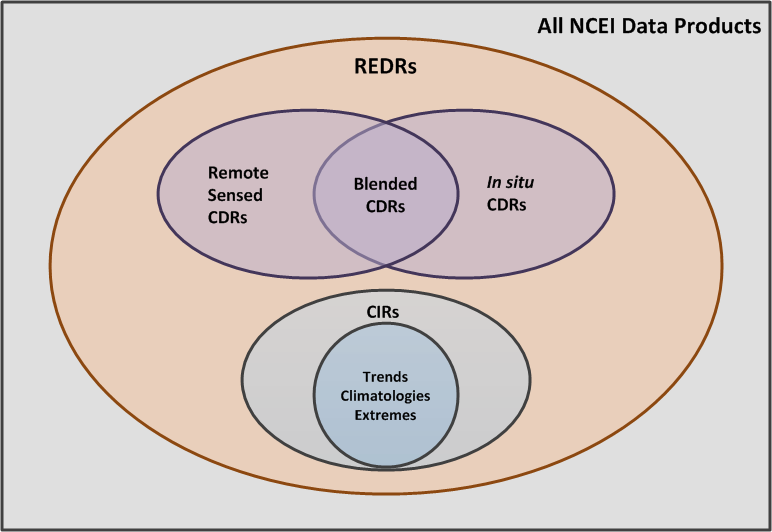 All NCEI Data Products
REDRs
Remote
Sensed
CDRs
Blended
CDRs
In situ
CDRs
CIRs
Trends
Climatologies
Extremes